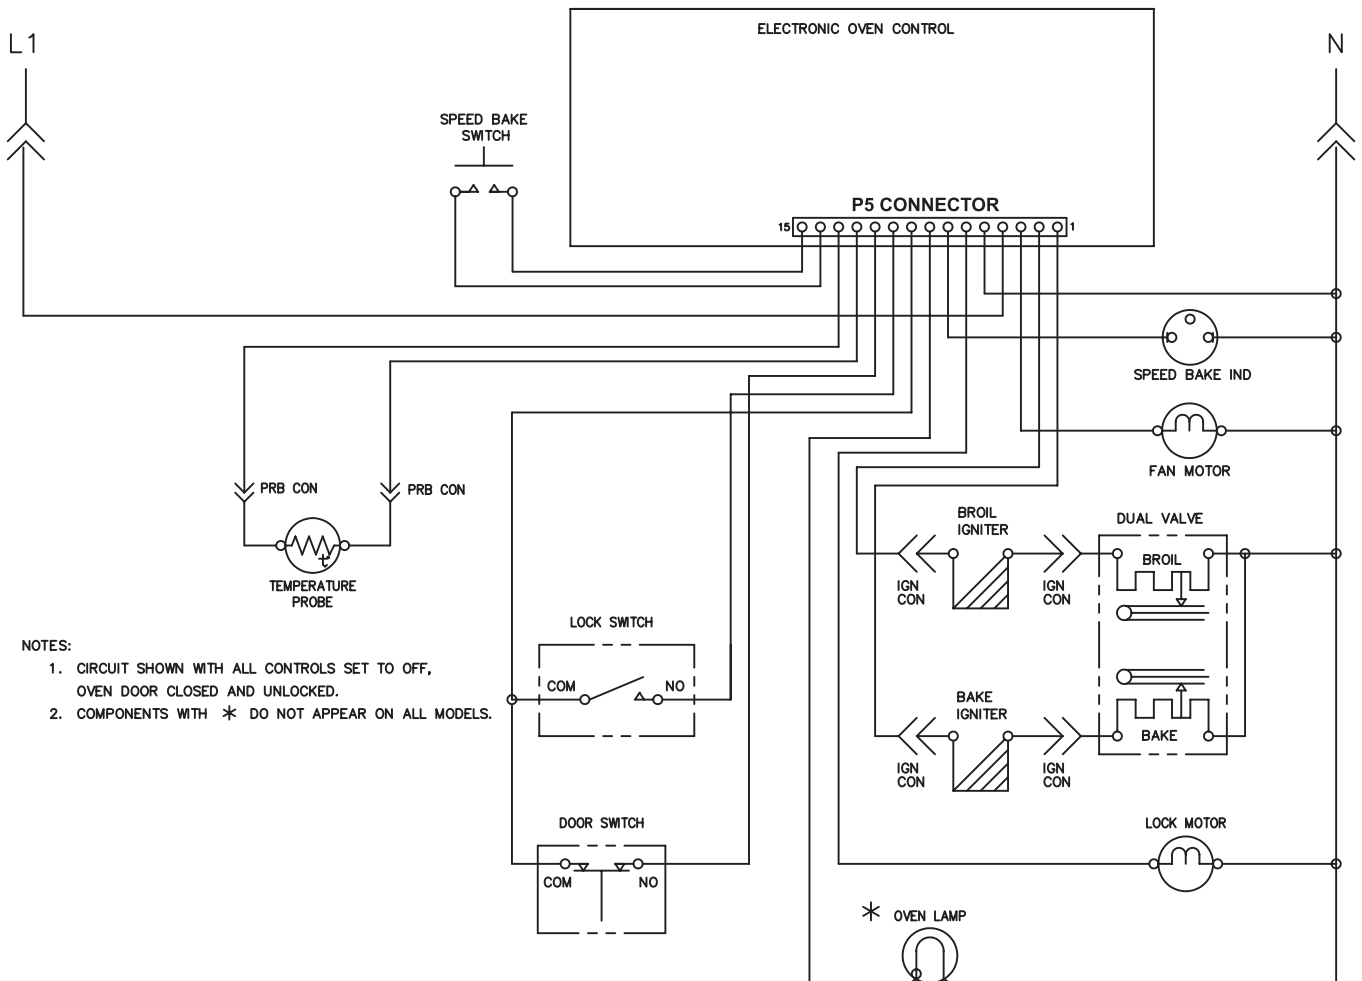 L1
ELECTRONIC OVEN CONTROL
N
SPEED BAKE
SWITCH
P5 CONNECTOR
15
1
SPEED BAKE IND
FAN MOTOR
PRB CON
PRB CON
TEMPERATURE
PROBE
BROIL
IGNITER
DUAL VALVE
BROIL
IGN
CON
IGN
CON
LOCK SWITCH
COM
NO
NOTES:
1. CIRCUIT SHOWN WITH ALL CONTROLS SET TO OFF,
OVEN DOOR CLOSED AND UNLOCKED.
2. COMPONENTS WITH * DO NOT APPEAR ON ALL MODELS.
BAKE
IGNITER
BAKE
IGN
CON
IGN
CON
DOOR SWITCH
COM
NO
LOCK MOTOR
* OVEN LAMP
t